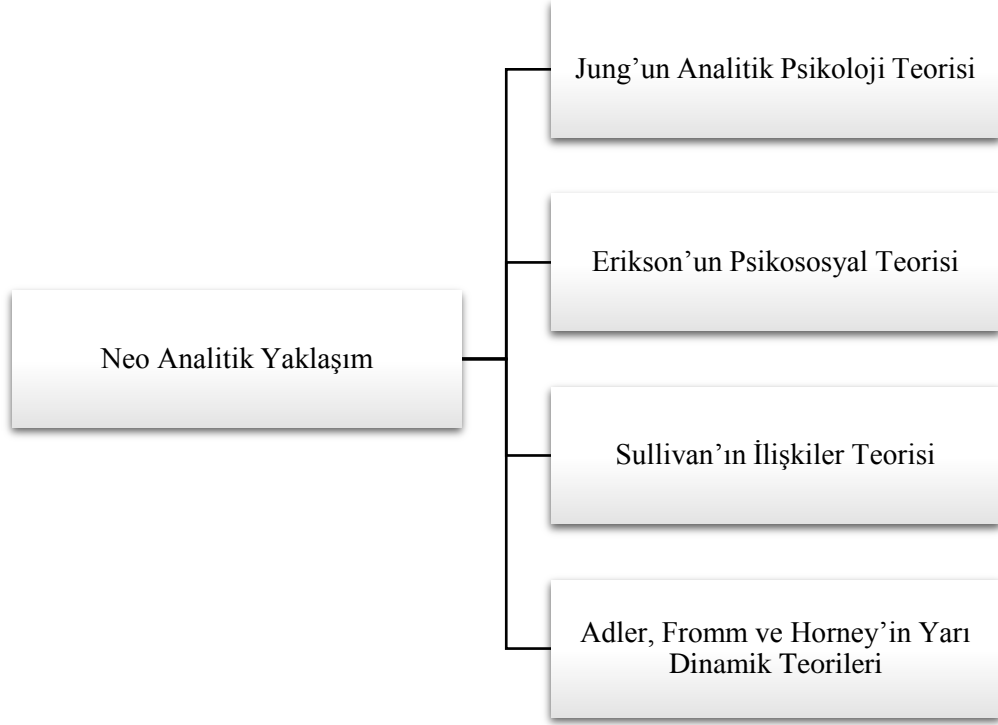 Jung’un Analitik Psikoloji Teorisi
Erikson’un Psikososyal Teorisi
Neo Analitik Yaklaşım
Sullivan’ın İlişkiler Teorisi
Adler, Fromm ve Horney’in Yarı
Dinamik Teorileri